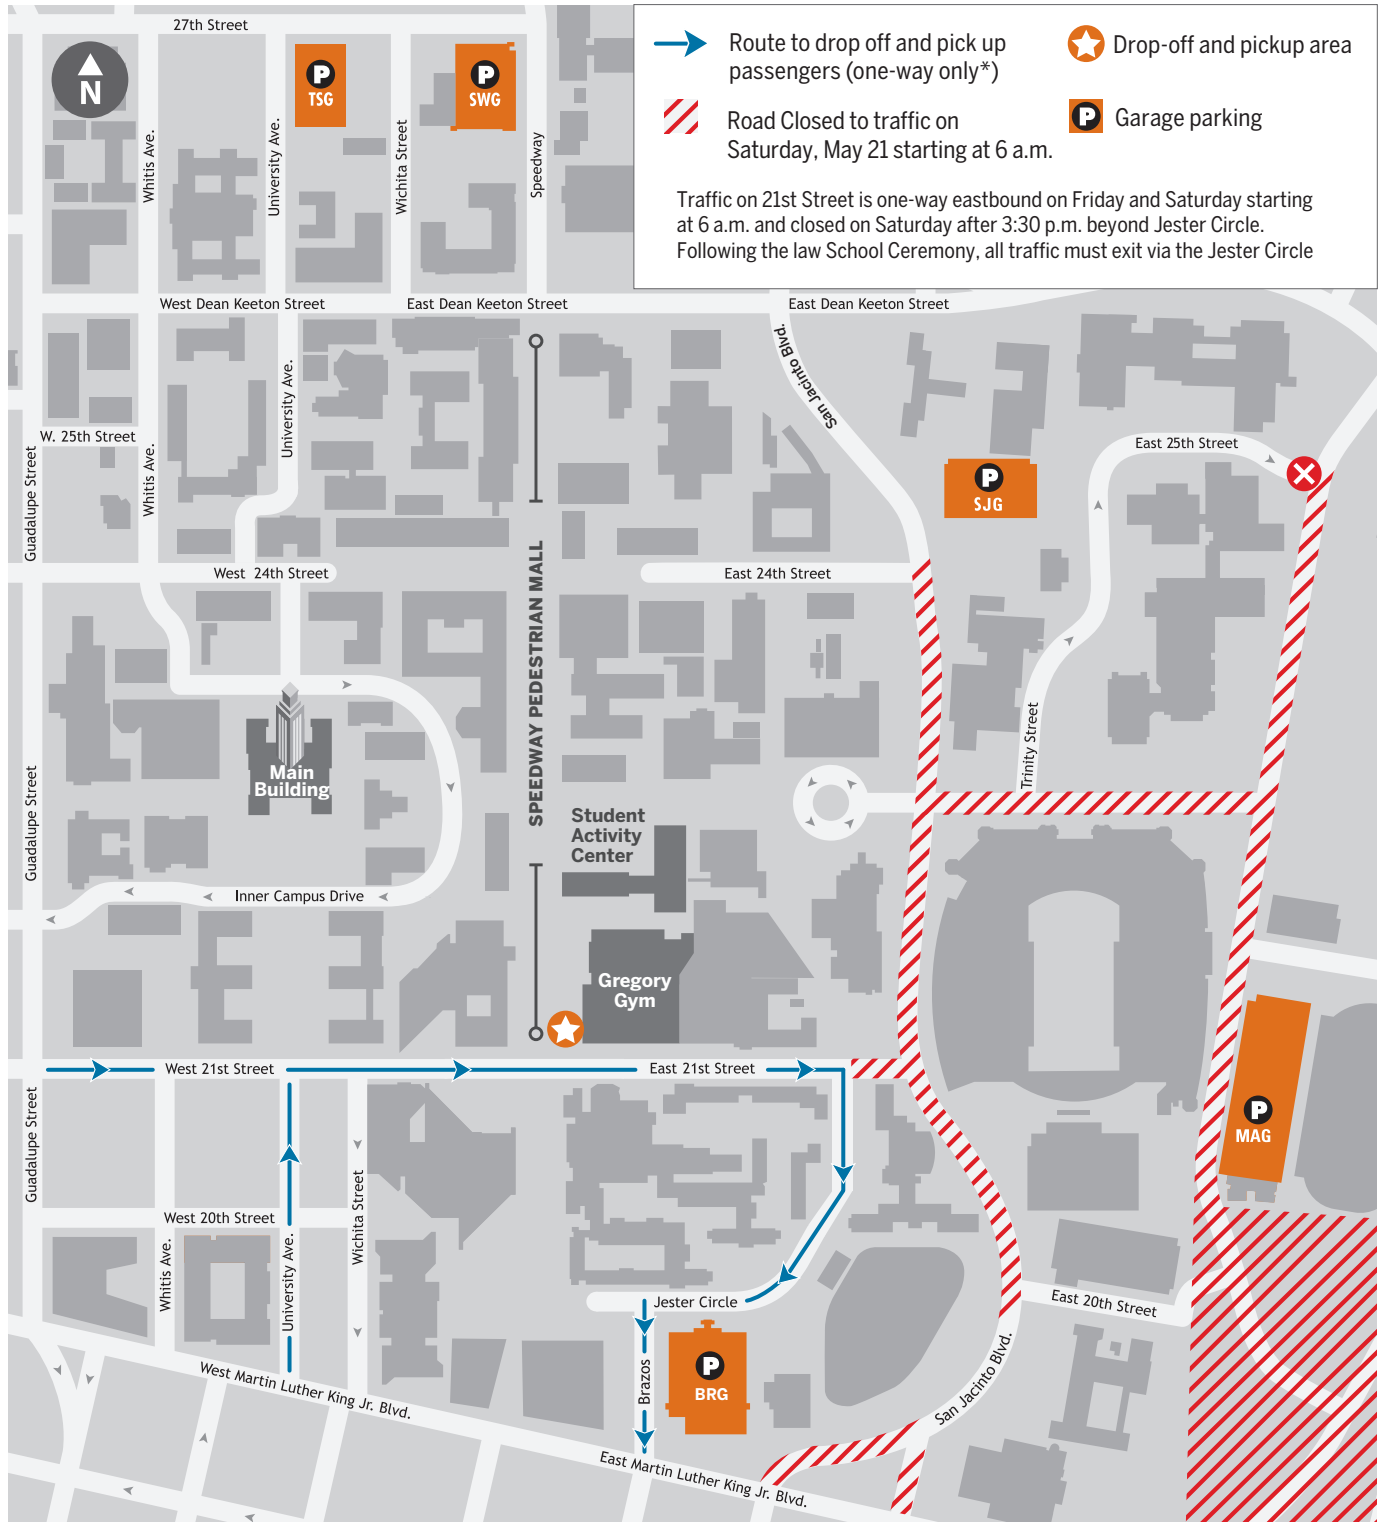 27th Street
N
P
TSG
P
SWG
Whitis Ave.
University Ave.
Wichita Street
Speedway
Route to drop off and pick up
passengers (one-way only*)
Drop-off and pickup area
Road Closed to traffic on
Saturday, May 21 starting at 6 a.m.
P
Garage parking
Traffic on 21st Street is one-way eastbound on Friday and Saturday starting
at 6 a.m. and closed on Saturday after 3:30 p.m. beyond Jester Circle.
Following the law School Ceremony, all traffic must exit via the Jester Circle
West Dean Keeton Street
East Dean Keeton Street
East Dean Keeton Street
San Jacinto Blvd.
University Ave.
W. 25th Street
Whitis Ave.
Guadalupe Street
East 25th Street
P
SJG
West 24th Street
East 24th Street
SPEEDWAY PEDESTRIAN MALL
Trinity Street
Main
Building
Guadalupe Street
Student
Activity
Center
Inner Campus Drive
Gregory
Gym
West 21st Street
East 21st Street
Guadalupe Street
P
MAG
Wichita Street
West 20th Street
Whitis Ave.
University Ave.
Jester Circle
East 20th Street
Brazos
P
BRG
San Jacinto Blvd.
West Martin Luther King Jr. Blvd.
East Martin Luther King Jr. Blvd.